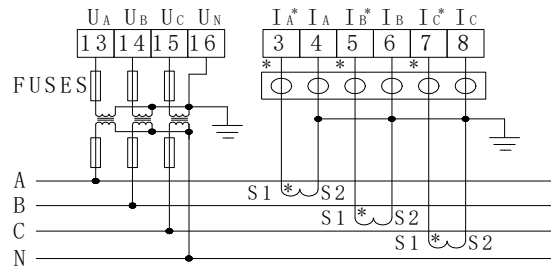 UA UB UC UN IA* IA IB* IB IC* IC
13 14 15 16 3 4 5 6 7 8
* * *
FUSES
A
S1 * S2
B
S1 * S2
C
S1 * S2
N